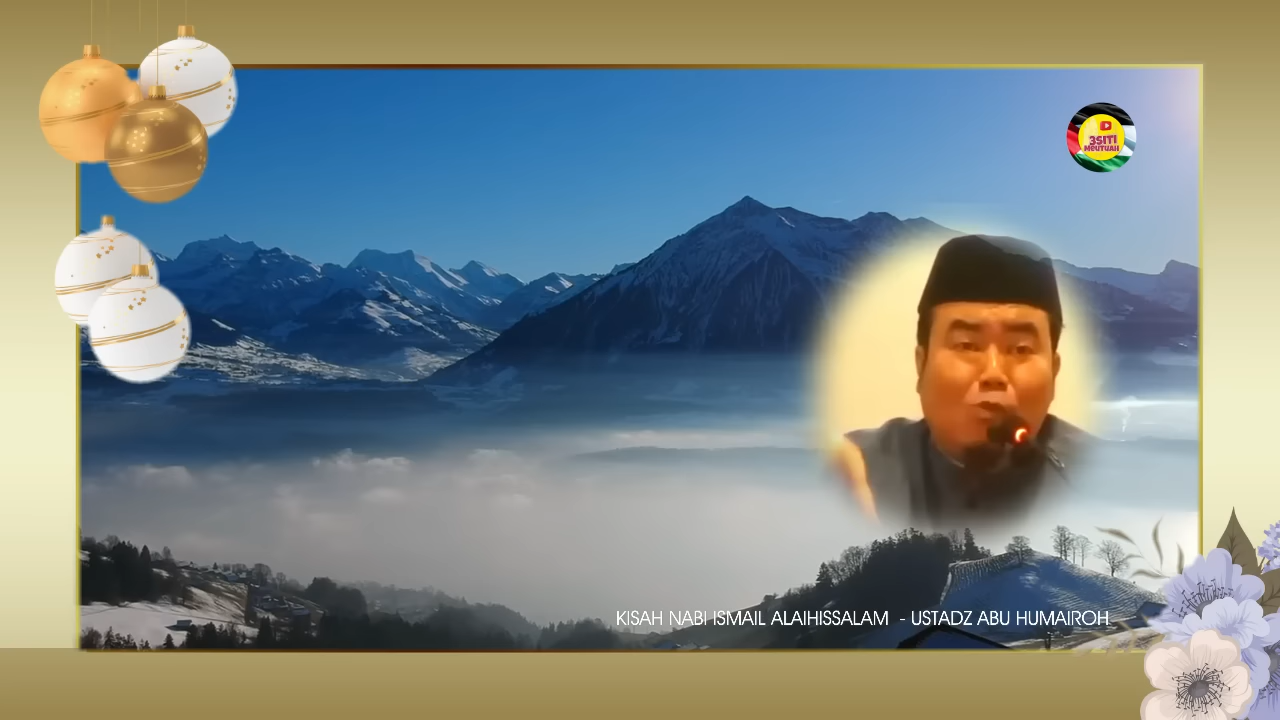 3SITI
MEUTUAH
KISAH NABI ISMAIL ALAIHISSALAM - USTADZ ABU HUMAIROH